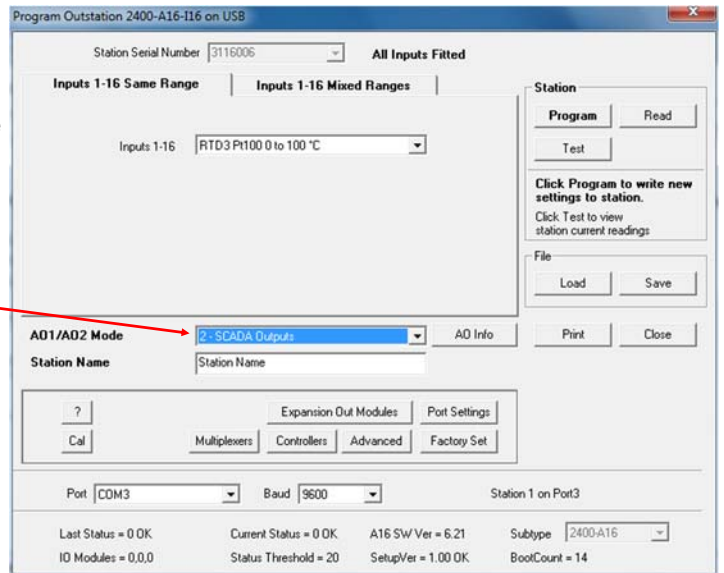 Program Outstation 2400-A16-I16 on USB
Station Serial Number 3116006 All Inputs Fitted
Inputs 1-16 Same Range Inputs 1-16 Mixed Ranges
Inputs 1-16 RTD3 Pt100 0 to 100 °C
Station
Program Read
Test
Click Program to write new
settings to station.
Click Test to view
station current readings
File
Load Save
AO1/AO2 Mode 2 - SCADA Outputs AO Info Print Close
Station Name Station Name
? Expansion Out Modules Port Settings
Cal Multiplexers Controllers Advanced Factory Set
Port COM3 Baud 9600 Station 1 on Port3
Last Status = 0 OK Current Status = 0 OK A16 SW Ver = 6.21 Subtype 2400-A16
IO Modules = 0,0,0 Status Threshold = 20 SetupVer = 1.00 OK BootCount = 14